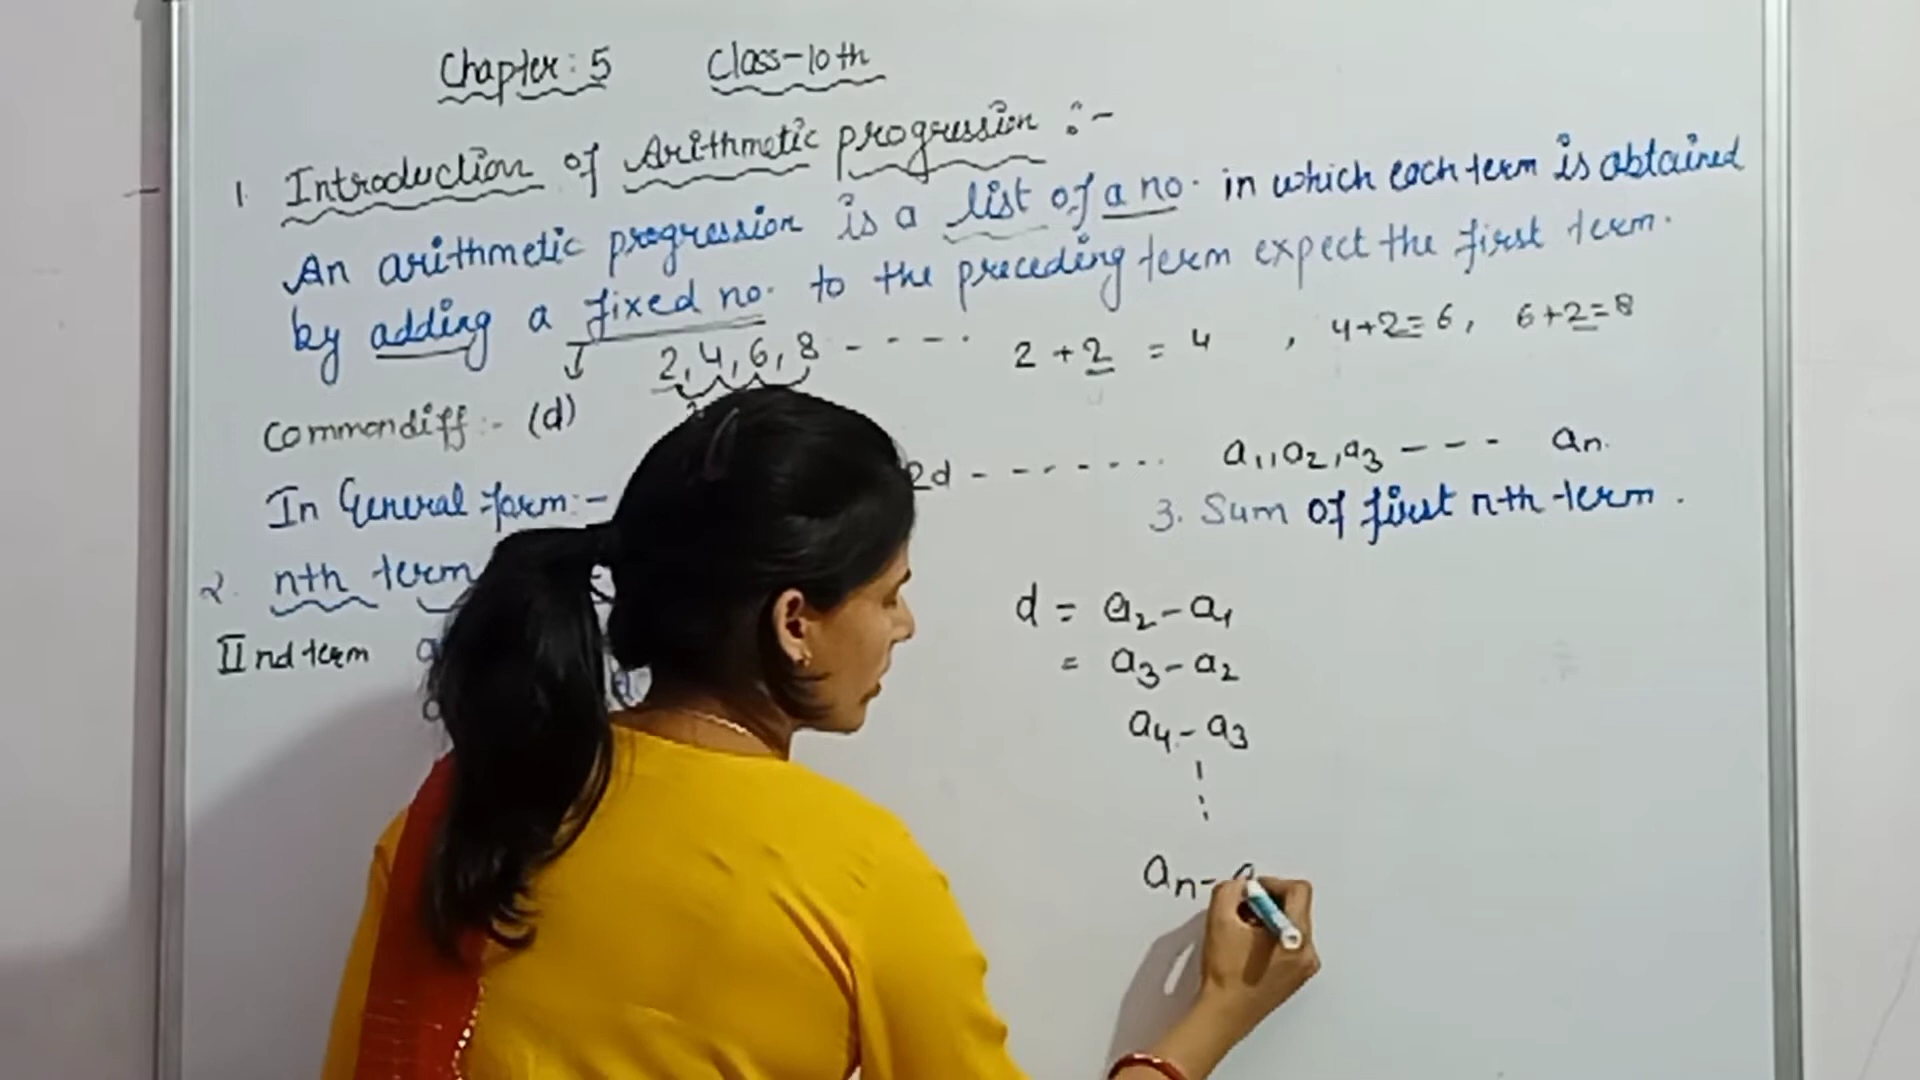 Chapter: 5 Class-10th
1. Introduction of Arithmetic progression :-
An arithmetic progression is a list of a no. in which each term is obtained
by adding a fixed no. to the preceding term expect the first term.
2, 4, 6, 8 - - - - . 2 + 2 = 4 , 4+2=6, 6+2=8
Common diff :- (d)
2d - - - - - - - a1, a2, a3 - - - an.
In General form:-
3. Sum of first nth term.
2. nth term
d = a2 - a1
IInd term
= a3 - a2
a4 - a3
an -